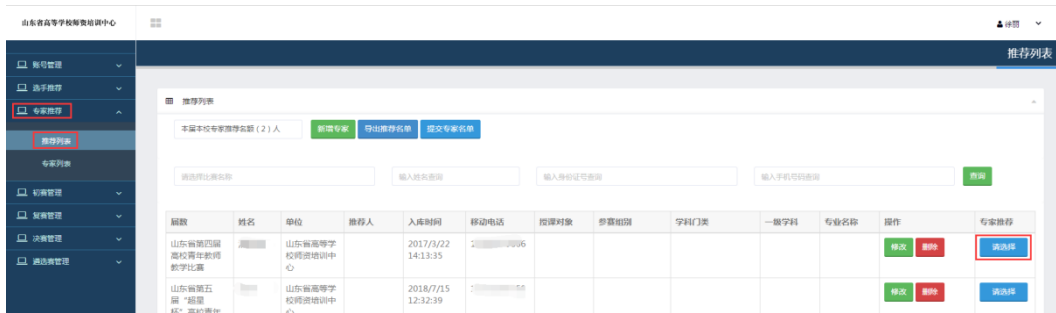 山东省高等学校师资培训中心
推荐列表
账号管理
选手推荐
专家推荐
推荐列表
专家列表
初赛管理
复赛管理
决赛管理
遴选赛管理
推荐列表
本届本校专家推荐名额（2）人 新增专家 导出推荐名单 提交专家名单
请选择比赛名称 输入姓名查询 输入身份证号查询 输入手机号码查询 查询
届数 姓名 单位 推荐人 入库时间 移动电话 授课对象 参赛组别 学科门类 一级学科 专业名称 操作 专家推荐
山东省第四届 山东省高等学 2017/3/22 修改 删除 请选择
高校青年教师 校师资培训中 14:13:35
教学比赛 心
山东省第五 山东省高等学 2018/7/15 修改 删除 请选择
届“超星 校师资培训中 12:32:39
杯”高校青年 心